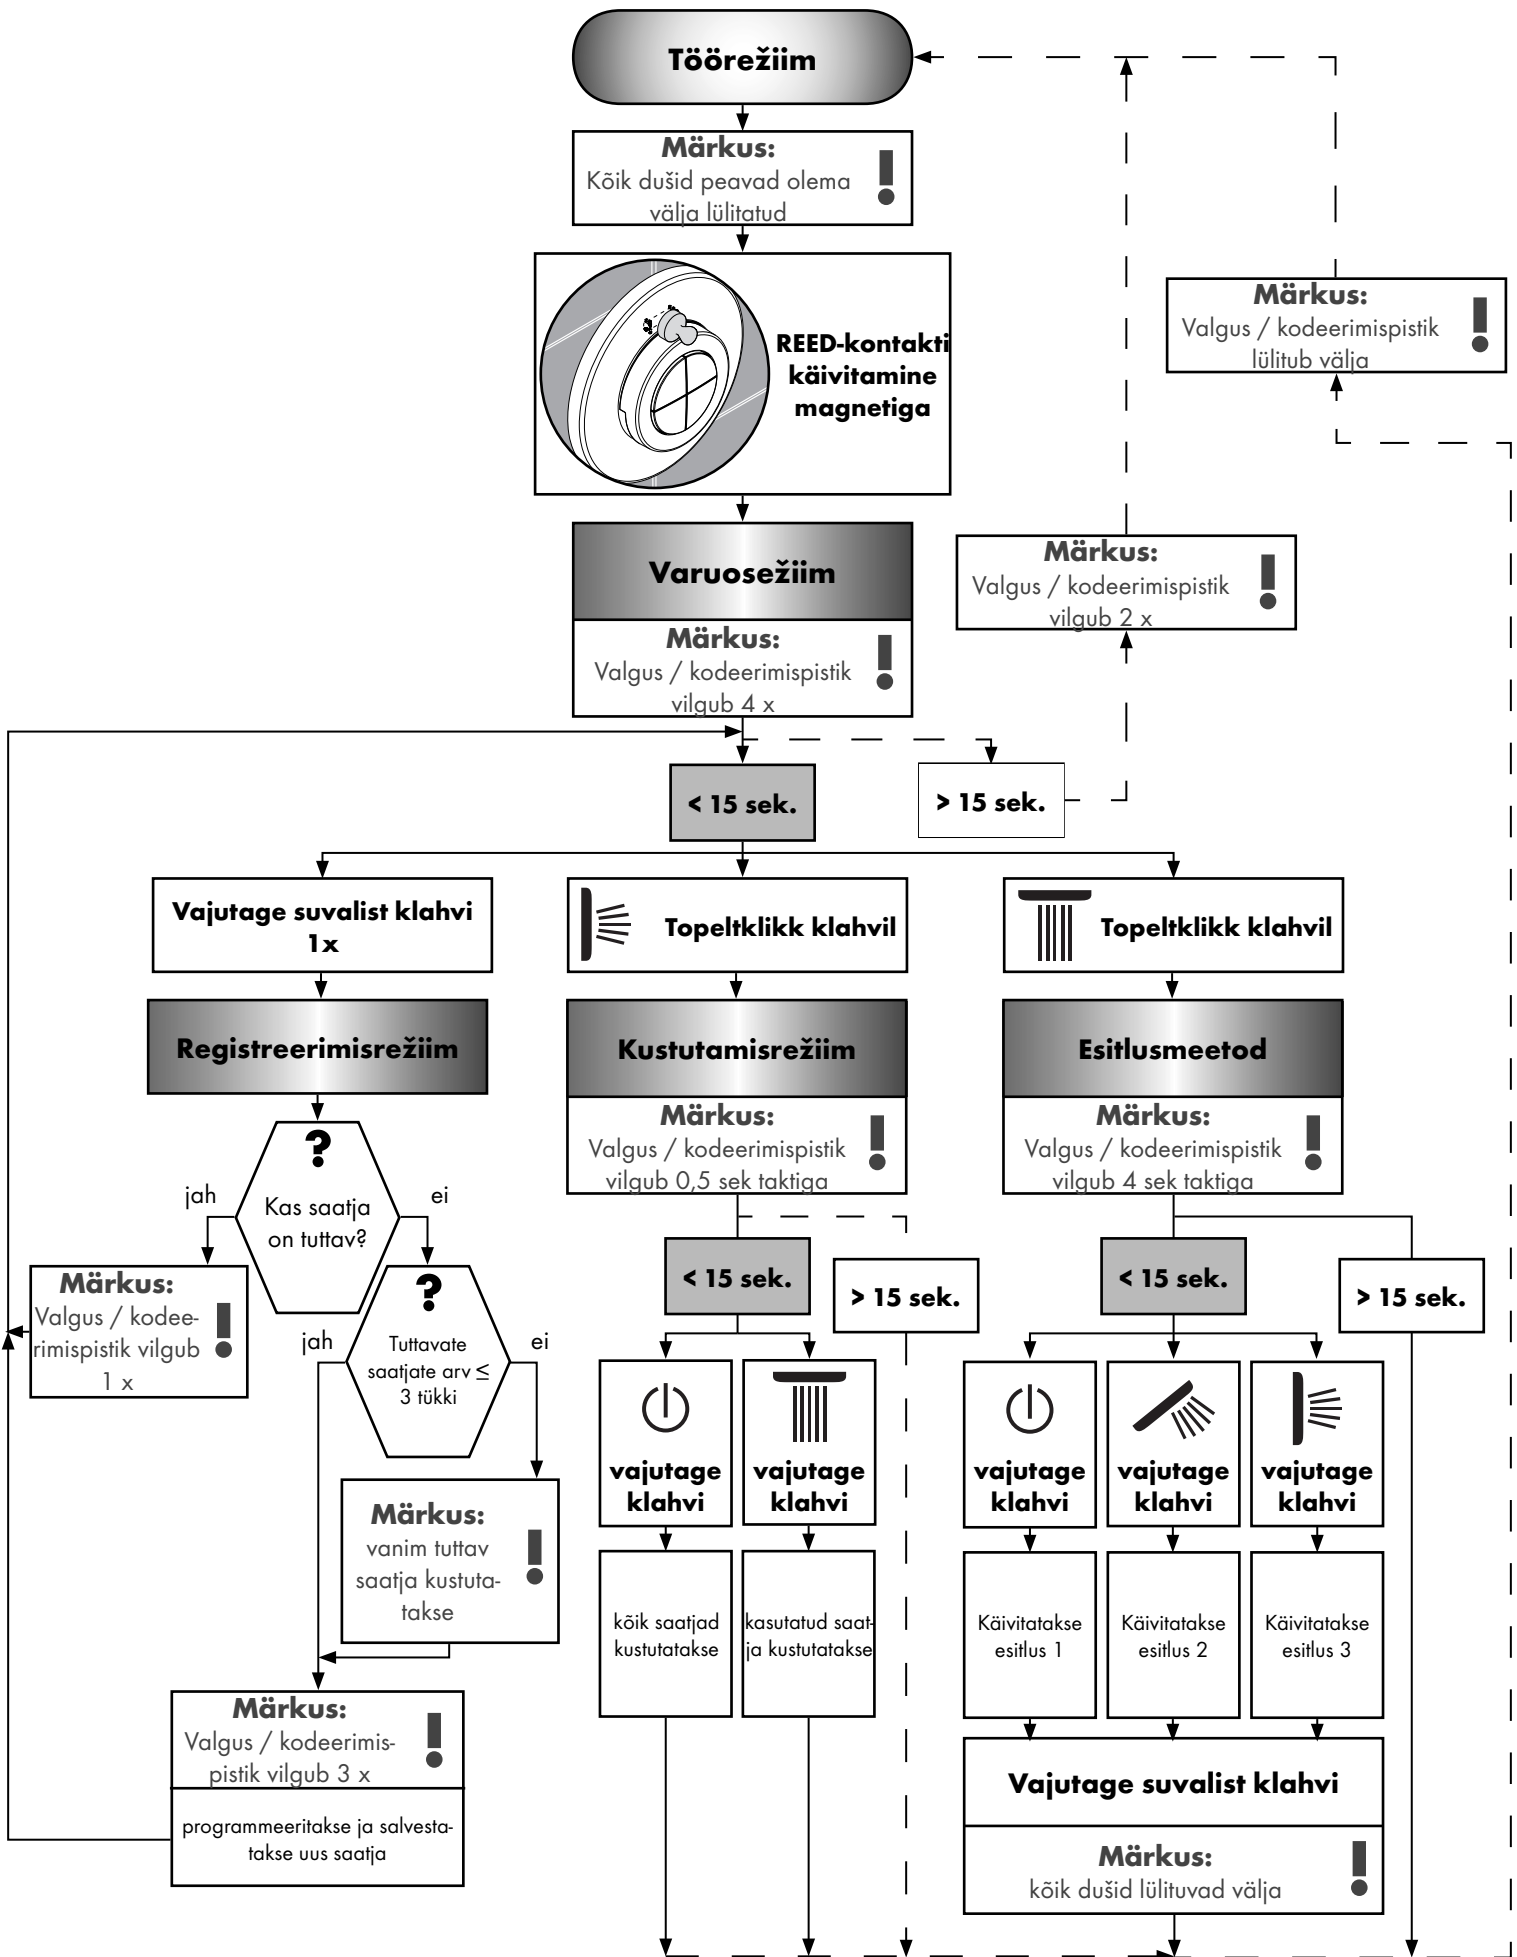 Töörežiim
Märkus:
Kõik dušid peavad olema
välja lülitatud
REED-kontakti
käivitamine
magnetiga
Märkus:
Valgus / kodeerimispistik
lülitub välja
Varuosežiim
Märkus:
Valgus / kodeerimispistik
vilgub 4 x
Märkus:
Valgus / kodeerimispistik
vilgub 2 x
< 15 sek.
> 15 sek.
Vajutage suvalist klahvi
1x
Topeltklikk klahvil
Topeltklikk klahvil
Registreerimisrežiim
Kustutamisrežiim
Märkus:
Valgus / kodeerimispistik
vilgub 0,5 sek taktiga
Esitlusmeetod
Märkus:
Valgus / kodeerimispistik
vilgub 4 sek taktiga
?
Kas saatja
on tuttav?
jah
ei
Märkus:
Valgus / kodee-
rimispistik vilgub
1 x
?
Tuttavate
saatjate arv ≤
3 tükki
jah
ei
Märkus:
vanim tuttav
saatja kustuta-
takse
Märkus:
Valgus / kodeerimis-
pistik vilgub 3 x
programmeeritakse ja salvesta-
takse uus saatja
< 15 sek.
> 15 sek.
vajutage
klahvi
vajutage
klahvi
kõik saatjad
kustutatakse
kasutatud saat-
ja kustutatakse
< 15 sek.
> 15 sek.
vajutage
klahvi
vajutage
klahvi
vajutage
klahvi
Käivitatakse
esitlus 1
Käivitatakse
esitlus 2
Käivitatakse
esitlus 3
Vajutage suvalist klahvi
Märkus:
kõik dušid lülituvad välja